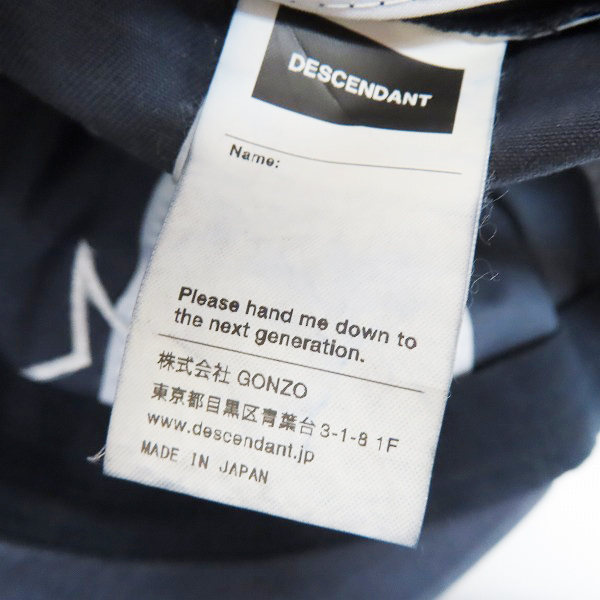 DESCENDANT
Name:
Please hand me down to
the next generation.
株式会社 GONZO
東京都目黒区青葉台 3-1-8 1F
www.descendant.jp
MADE IN JAPAN